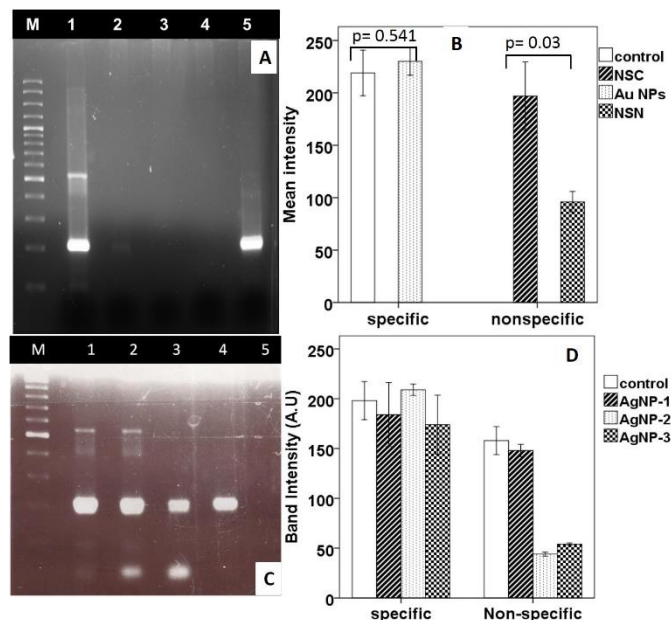 M 1 2 3 4 5
A
B
p= 0.541
p= 0.03
control
NSC
Au NPs
NSN
250
200
150
100
50
0
Mean intensity
specific nonspecific
M 1 2 3 4 5
C
D
control
AgNP-1
AgNP-2
AgNP-3
250
200
150
100
50
0
Band Intensity (A.U)
specific Non-specific